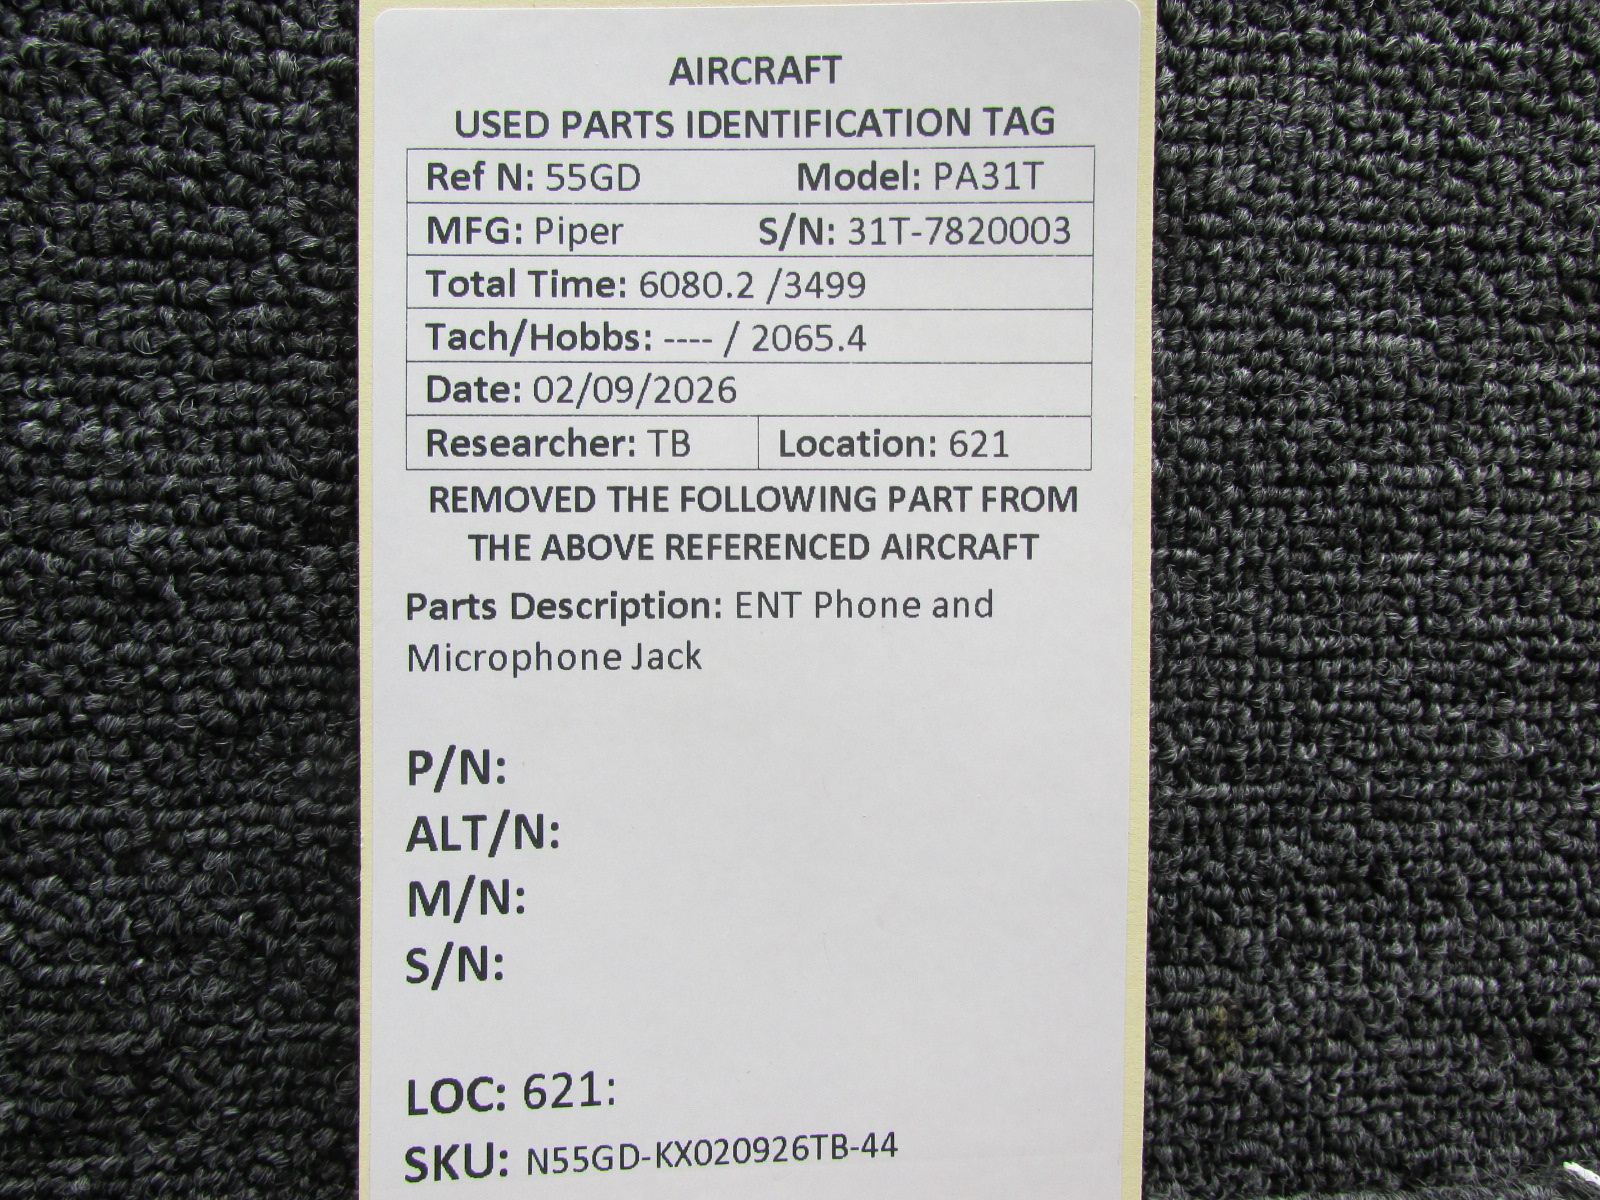 AIRCRAFT
USED PARTS IDENTIFICATION TAG
Ref N: 55GD Model: PA31T
MFG: Piper S/N: 31T-7820003
Total Time: 6080.2 /3499
Tach/Hobbs: ---- / 2065.4
Date: 02/09/2026
Researcher: TB Location: 621
REMOVED THE FOLLOWING PART FROM
THE ABOVE REFERENCED AIRCRAFT
Parts Description: ENT Phone and
Microphone Jack
P/N:
ALT/N:
M/N:
S/N:
LOC: 621:
SKU: N55GD-KX020926TB-44